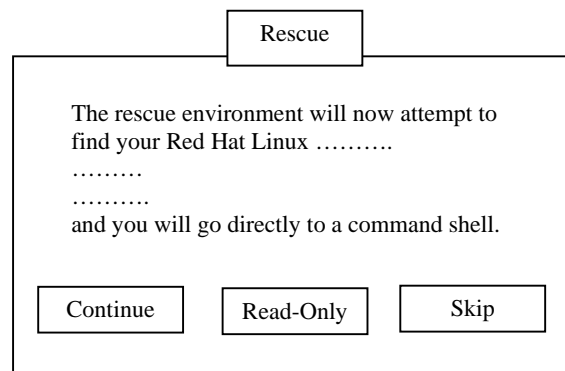 Rescue
The rescue environment will now attempt to
find your Red Hat Linux ……….
………
……….
and you will go directly to a command shell.
Continue
Read-Only
Skip